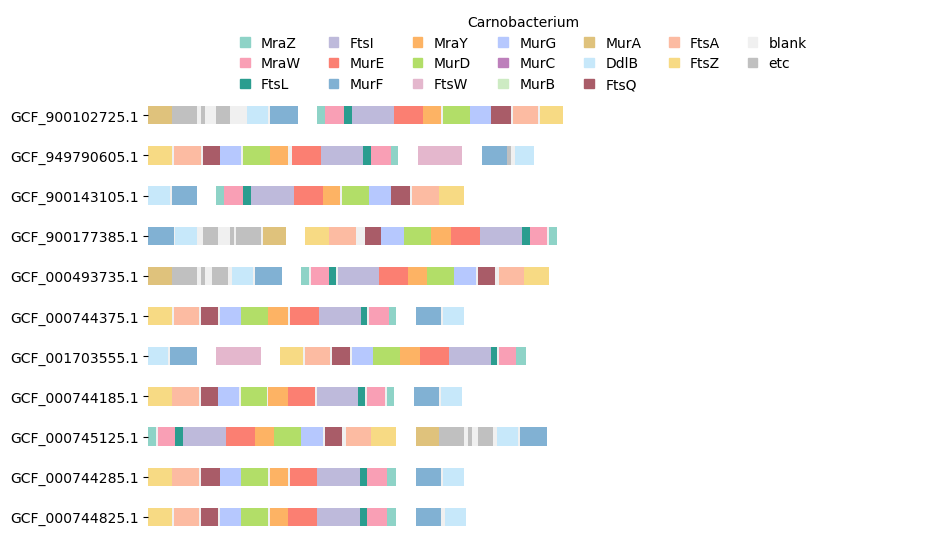 Carnobacterium
MraZ FtsI MraY MurG MurA FtsA blank
MraW MurE MurD MurC DdlB FtsZ etc
FtsL MurF FtsW MurB FtsQ
GCF_900102725.1
GCF_949790605.1
GCF_900143105.1
GCF_900177385.1
GCF_000493735.1
GCF_000744375.1
GCF_001703555.1
GCF_000744185.1
GCF_000745125.1
GCF_000744285.1
GCF_000744825.1